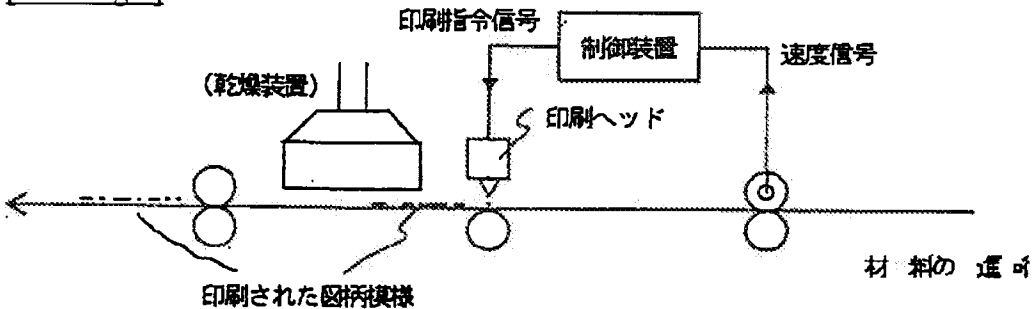 印刷指令信号
制御装置
速度信号
(乾燥装置)
印刷ヘッド
材料の
印刷された図柄模様